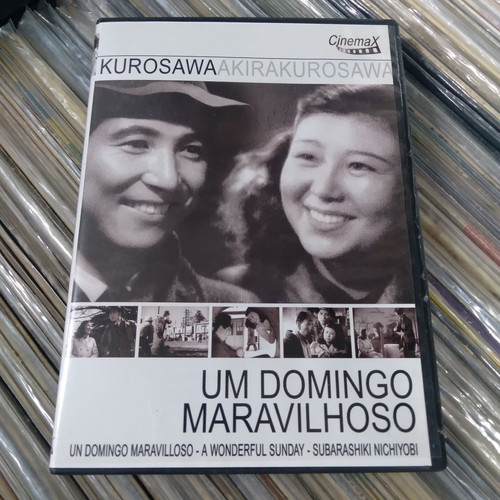 CinemaX
KUROSAWAAKIRAKUROSAWA
UM DOMINGO
MARAVILHOSO
UN DOMINGO MARAVILLOSO - A WONDERFUL SUNDAY - SUBARASHIKI NICHIYOBI